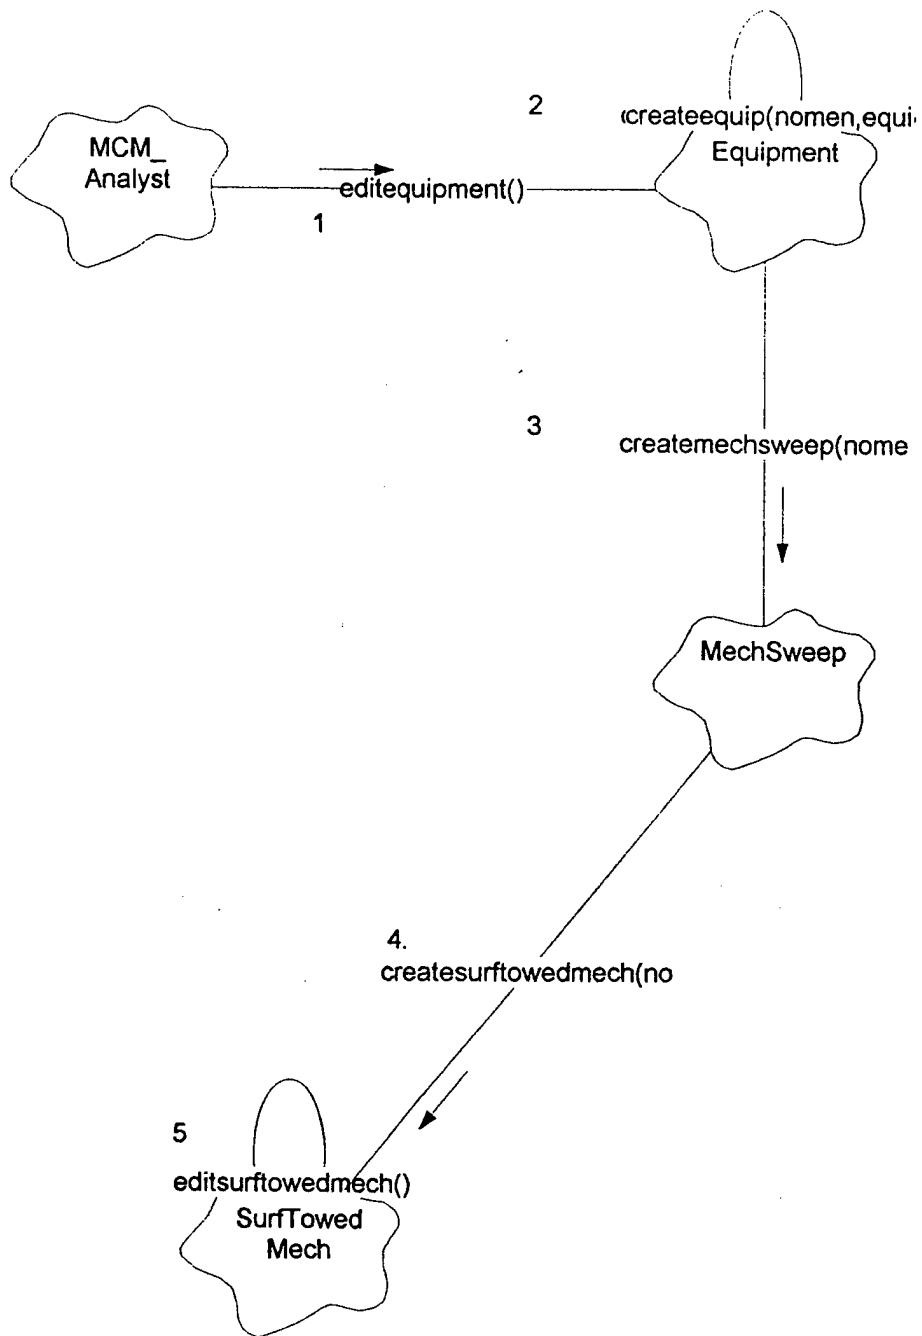 2
createequip(nomen,equi
MCM_
Analyst
Equipment
editequipment()
1
3
createmechsweep(nome
MechSweep
4.
createsurftowedmech(no
5
editsurftowedmech()
SurfTowed
Mech